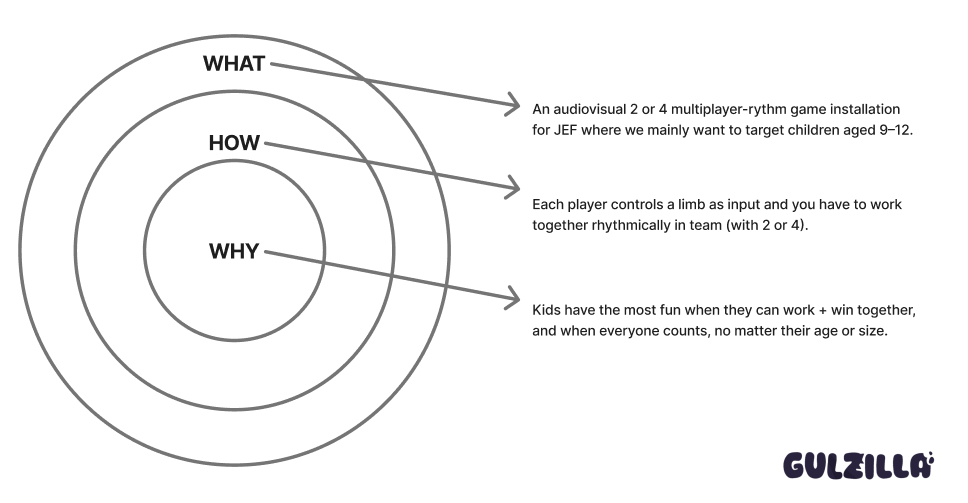 WHAT
An audiovisual 2 or 4 multiplayer-rythm game installation
for JEF where we mainly want to target children aged 9–12.
HOW
Each player controls a limb as input and you have to work
together rhythmically in team (with 2 or 4).
WHY
Kids have the most fun when they can work + win together,
and when everyone counts, no matter their age or size.
GULZILLA